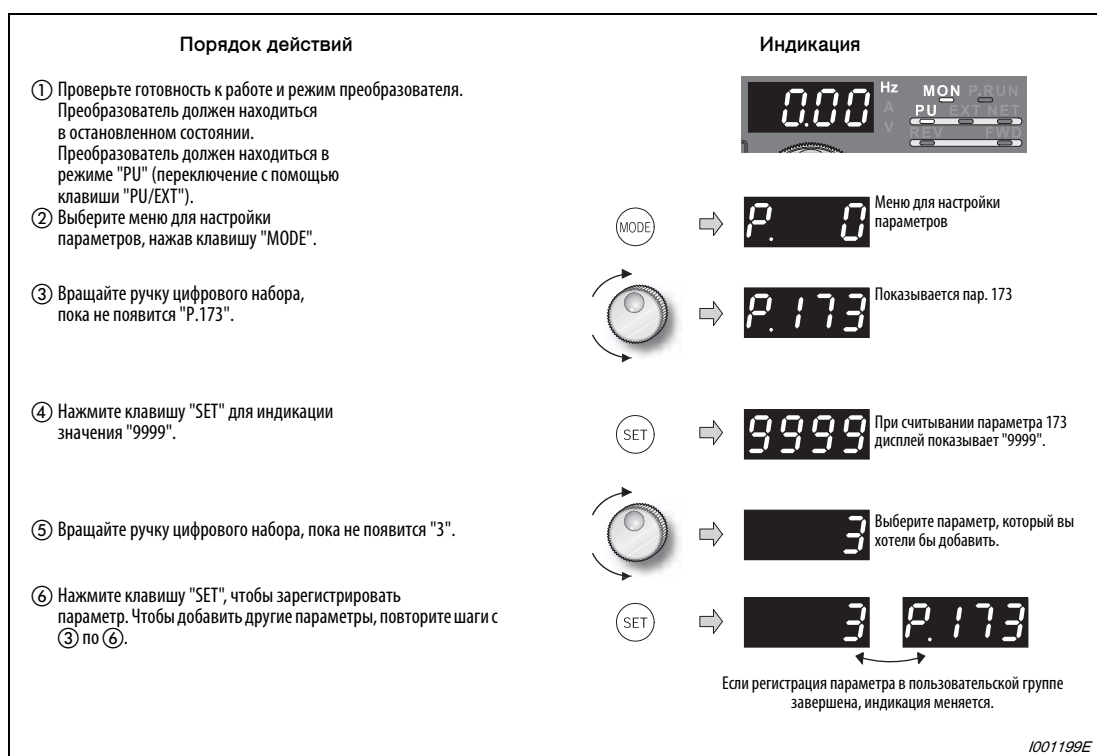 Порядок действий
Индикация
① Проверьте готовность к работе и режим преобразователя.
Преобразователь должен находиться
в остановленном состоянии.
Преобразователь должен находиться в
режиме "PU" (переключение с помощью
клавиши "PU/EXT").
0.00
Hz
A
V
MON P.RUN
PU EXT NET
REV FWD
② Выберите меню для настройки
параметров, нажав клавишу "MODE".
MODE
P. 0
Меню для настройки
параметров
③ Вращайте ручку цифрового набора,
пока не появится "P.173".
P.173
Показывается пар. 173
④ Нажмите клавишу "SET" для индикации
значения "9999".
SET
9999
При считывании параметра 173
дисплей показывает "9999".
⑤ Вращайте ручку цифрового набора, пока не появится "3".
3
Выберите параметр, который вы
хотели бы добавить.
⑥ Нажмите клавишу "SET", чтобы зарегистрировать
параметр. Чтобы добавить другие параметры, повторите шаги с
③ по ⑥.
SET
3
P.173
Если регистрация параметра в пользовательской группе
завершена, индикация меняется.
I001199E